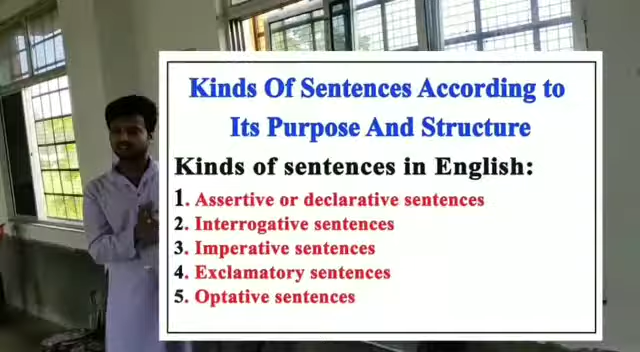 Kinds Of Sentences According to
Its Purpose And Structure
Kinds of sentences in English:
1. Assertive or declarative sentences
2. Interrogative sentences
3. Imperative sentences
4. Exclamatory sentences
5. Optative sentences